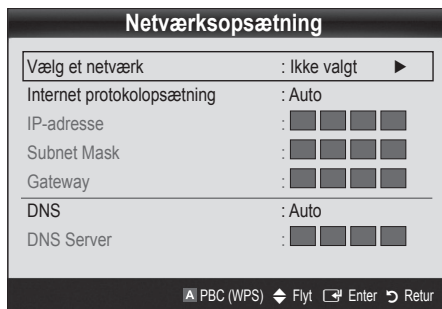 Netværksopsætning
Vælg et netværk : Ikke valgt ►
Internet protokolopsætning : Auto
IP-adresse :
Subnet Mask :
Gateway :
DNS : Auto
DNS Server :
A PBC (WPS) Flyt Enter Retur